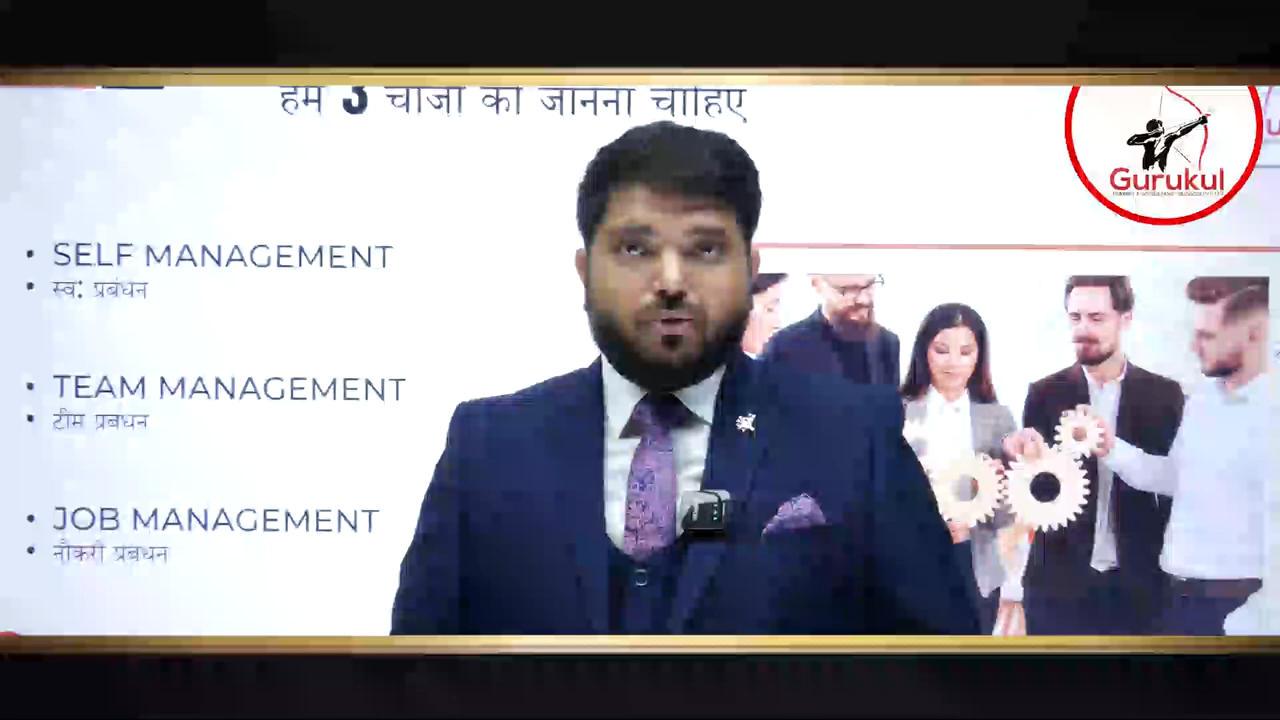 हम 3 चीजों को जानना चाहिए
Gurukul
• SELF MANAGEMENT
• स्व: प्रबंधन
• TEAM MANAGEMENT
• टीम प्रबंधन
• JOB MANAGEMENT
• नौकरी प्रबंधन